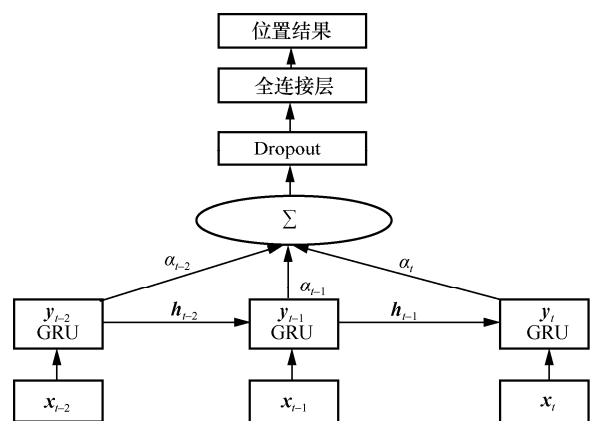 位置结果
全连接层
Dropout
∑
α_{t–2} α_{t–1} α_t
y_{t–2} y_{t–1} y_t
GRU GRU GRU
h_{t–2} h_{t–1}
x_{t–2} x_{t–1} x_t